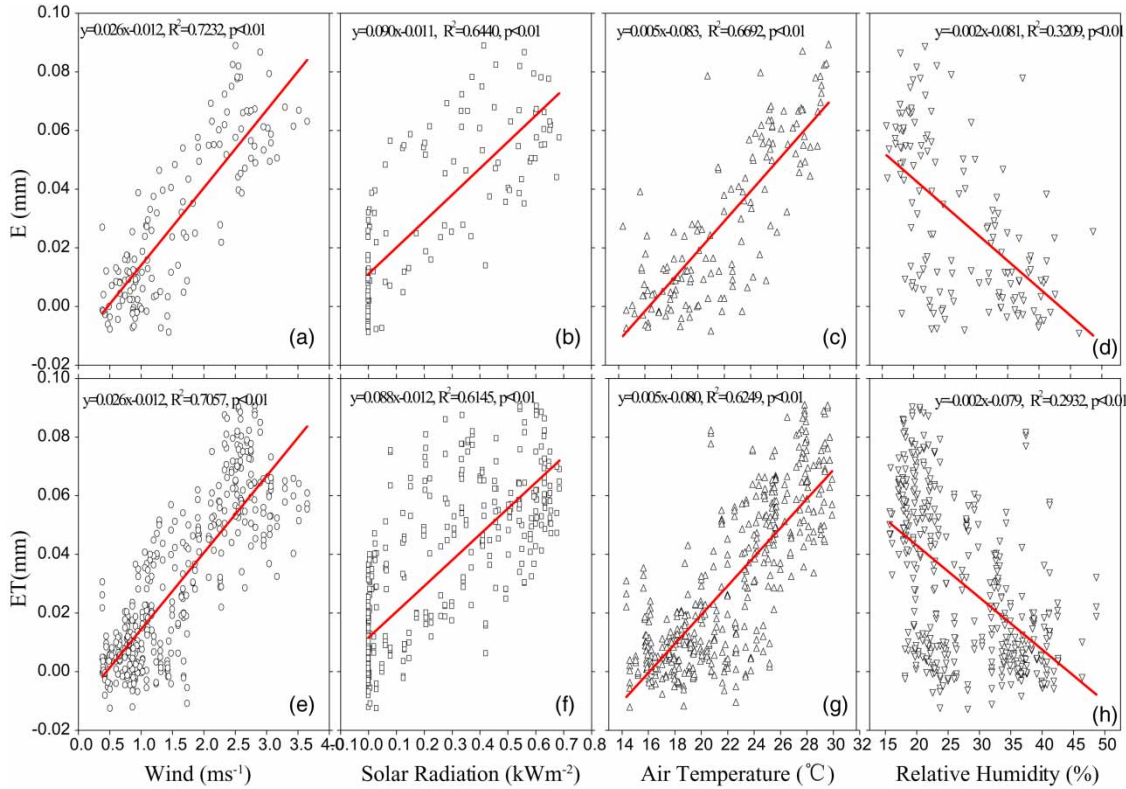 y=0.026x-0.012, R²=0.7232, p<0.01
y=0.090x-0.011, R²=0.6440, p<0.01
y=0.005x-0.083, R²=0.6692, p<0.01
y=-0.002x-0.081, R²=0.3209, p<0.01
0.10
0.08
0.06
0.04
0.02
0.00
-0.02
E (mm)
(a)
(b)
(c)
(d)
y=0.026x-0.012, R²=0.7057, p<0.01
y=0.088x-0.012, R²=0.6145, p<0.01
y=0.005x-0.080, R²=0.6249, p<0.01
y=-0.002x-0.079, R²=0.2932, p<0.01
0.10
0.08
0.06
0.04
0.02
0.00
-0.02
ET(mm)
(e)
(f)
(g)
(h)
0.0 0.5 1.0 1.5 2.0 2.5 3.0 3.5 4.0
-0.1 0.0 0.1 0.2 0.3 0.4 0.5 0.6 0.7 0.8
14 16 18 20 22 24 26 28 30 32
15 20 25 30 35 40 45 50
Wind (ms⁻¹)
Solar Radiation (kWm⁻²)
Air Temperature (℃)
Relative Humidity (%)